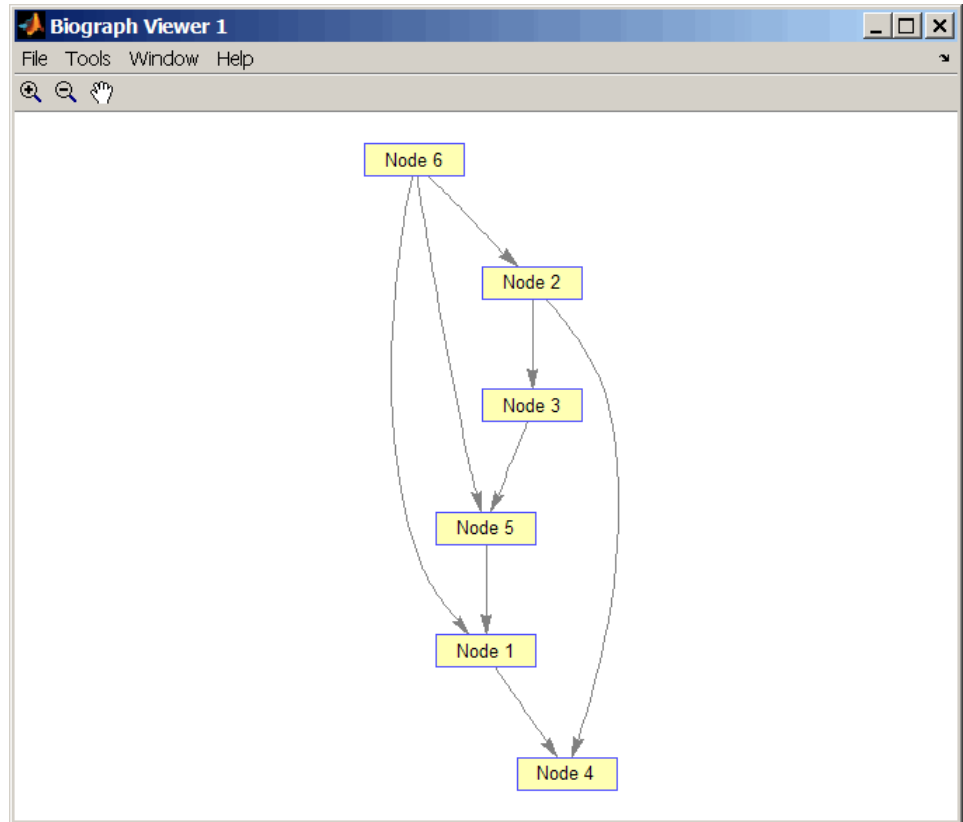 Biograph Viewer 1
File Tools Window Help
Node 6
Node 2
Node 3
Node 5
Node 1
Node 4